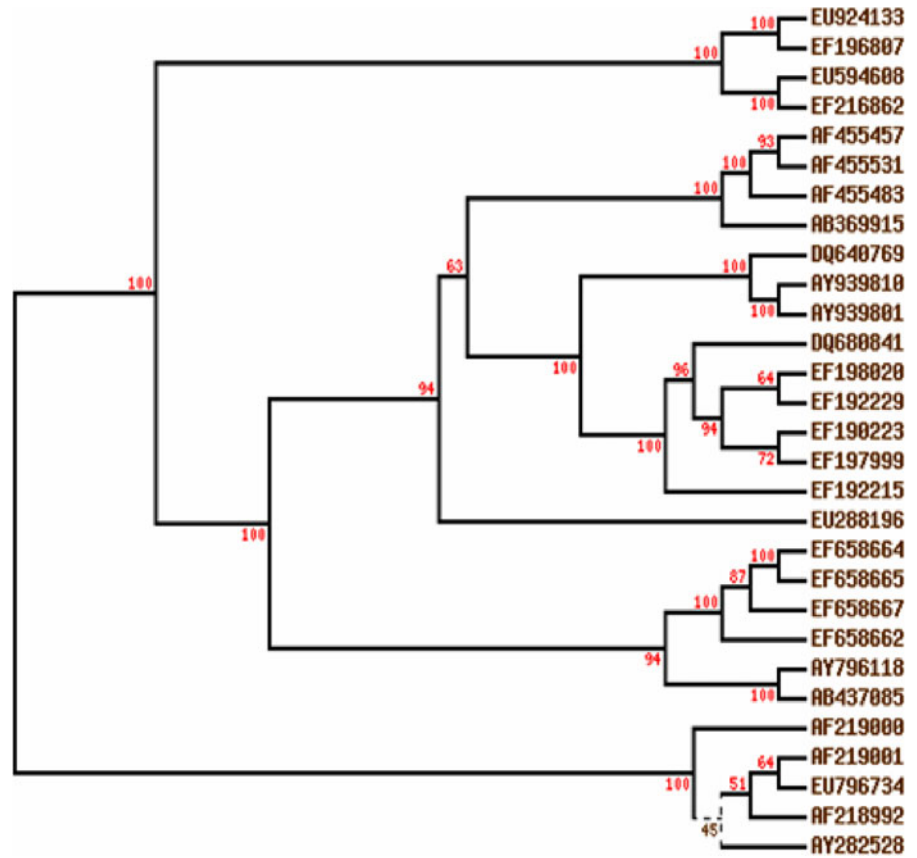 EU924133
100
EF196807
100
EU594608
100
EF216862
AF455457
93
AF455531
100
AF455483
100
AB369915
DQ640769
63
100
AY939810
100
100
AY939801
DQ680841
100
96
EF198020
64
94
EF192229
94
EF190223
100
72
EF197999
EF192215
EU288196
100
EF658664
100
EF658665
87
100
EF658667
EF658662
94
AY796118
100
AB437085
AF219000
AF219001
64
100
51
EU796734
AF218992
45
AY282528